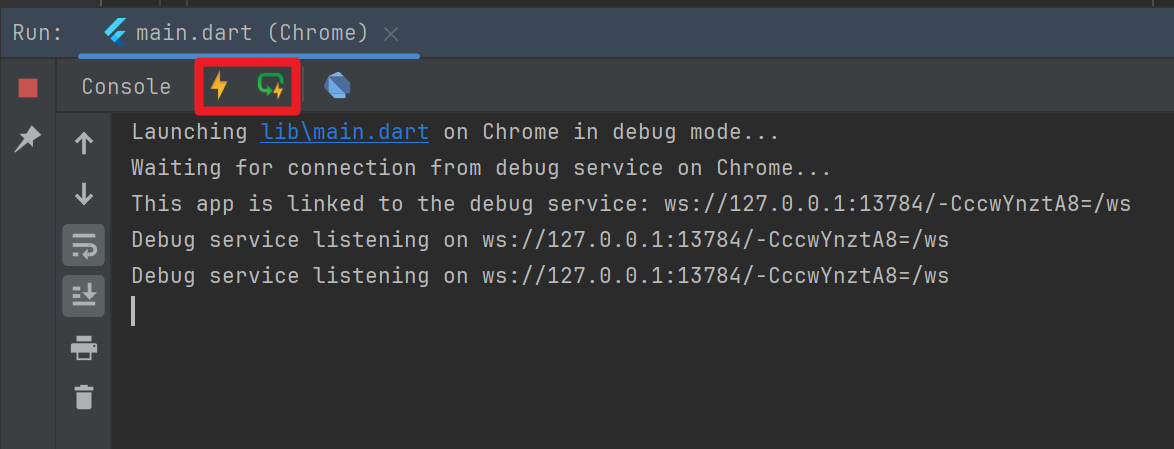 Run: main.dart (Chrome)
Console
Launching lib\main.dart on Chrome in debug mode...
Waiting for connection from debug service on Chrome...
This app is linked to the debug service: ws://127.0.0.1:13784/-CccwYnztA8=/ws
Debug service listening on ws://127.0.0.1:13784/-CccwYnztA8=/ws
Debug service listening on ws://127.0.0.1:13784/-CccwYnztA8=/ws